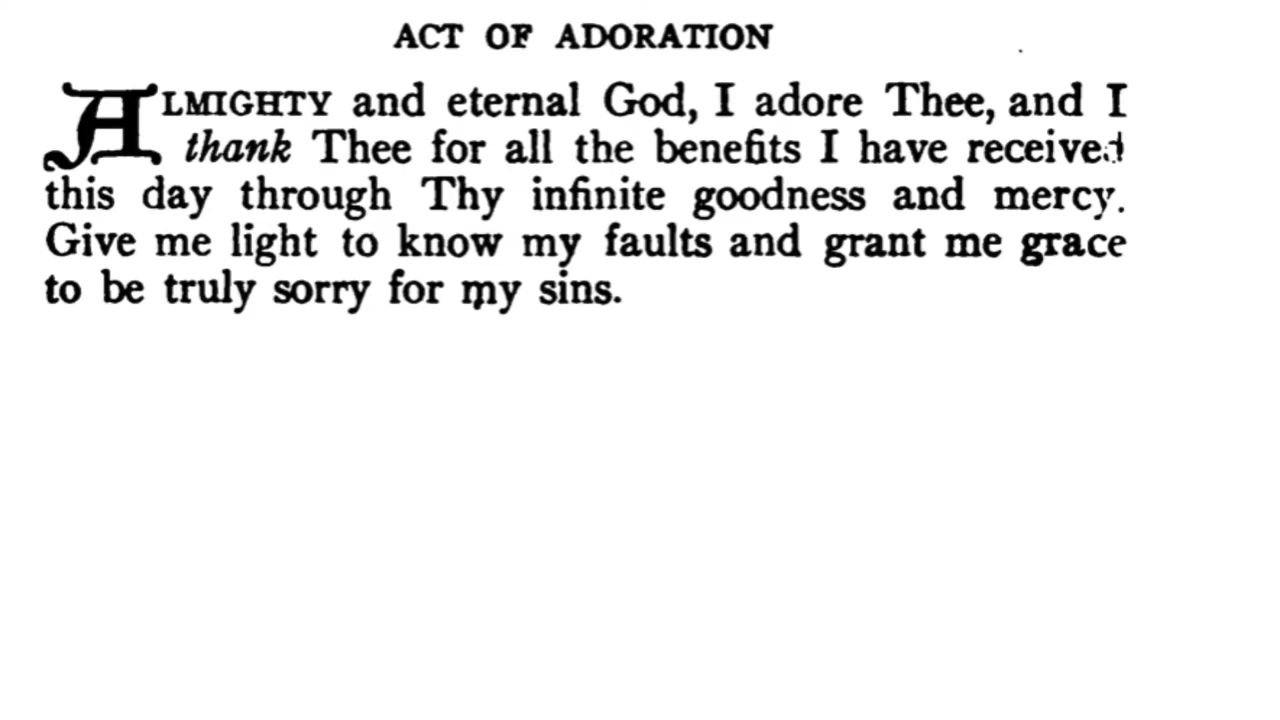 ACT OF ADORATION
ALMIGHTY and eternal God, I adore Thee, and I
thank Thee for all the benefits I have received
this day through Thy infinite goodness and mercy.
Give me light to know my faults and grant me grace
to be truly sorry for my sins.